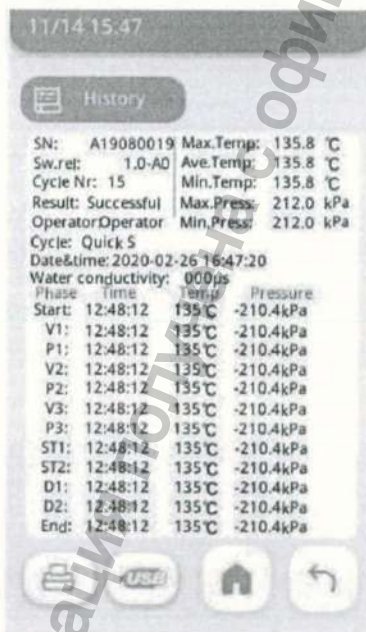 11/14 15:47
History
SN: A19080019 Max.Temp: 135.8 ℃
Sw.rel: 1.0-A0 Ave.Temp: 135.8 ℃
Cycle Nr: 15 Min.Temp: 135.8 ℃
Result: Successful Max.Press: 212.0 kPa
Operator:Operator Min.Press: 212.0 kPa
Cycle: Quick S
Date&time: 2020-02-26 16:47:20
Water conductivity: 000µs
Phase Time Temp Pressure
Start: 12:48:12 135℃ -210.4kPa
V1: 12:48:12 135℃ -210.4kPa
P1: 12:48:12 135℃ -210.4kPa
V2: 12:48:12 135℃ -210.4kPa
P2: 12:48:12 135℃ -210.4kPa
V3: 12:48:12 135℃ -210.4kPa
P3: 12:48:12 135℃ -210.4kPa
ST1: 12:48:12 135℃ -210.4kPa
ST2: 12:48:12 135℃ -210.4kPa
D1: 12:48:12 135℃ -210.4kPa
D2: 12:48:12 135℃ -210.4kPa
End: 12:48:12 135℃ -210.4kPa
USB